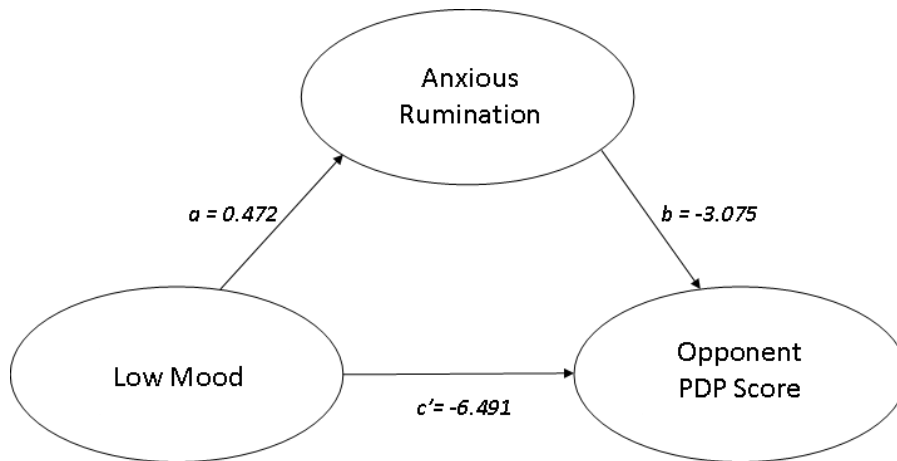 Anxious
Rumination
a = 0.472
b = -3.075
Low Mood
Opponent
PDP Score
c’= -6.491